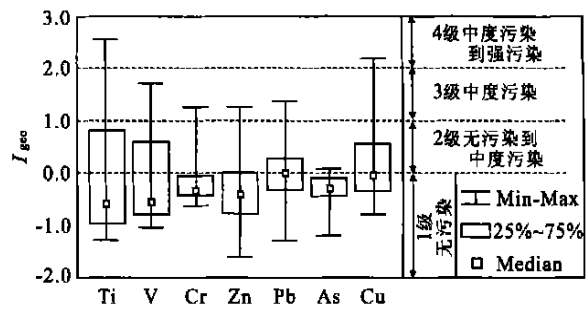 3.0
2.0
1.0
0.0
-1.0
-2.0
I_geo
Ti V Cr Zn Pb As Cu
4级中度污染
到强污染
3级中度污染
2级无污染到
中度污染
1级
无污染
Min-Max
25%~75%
Median